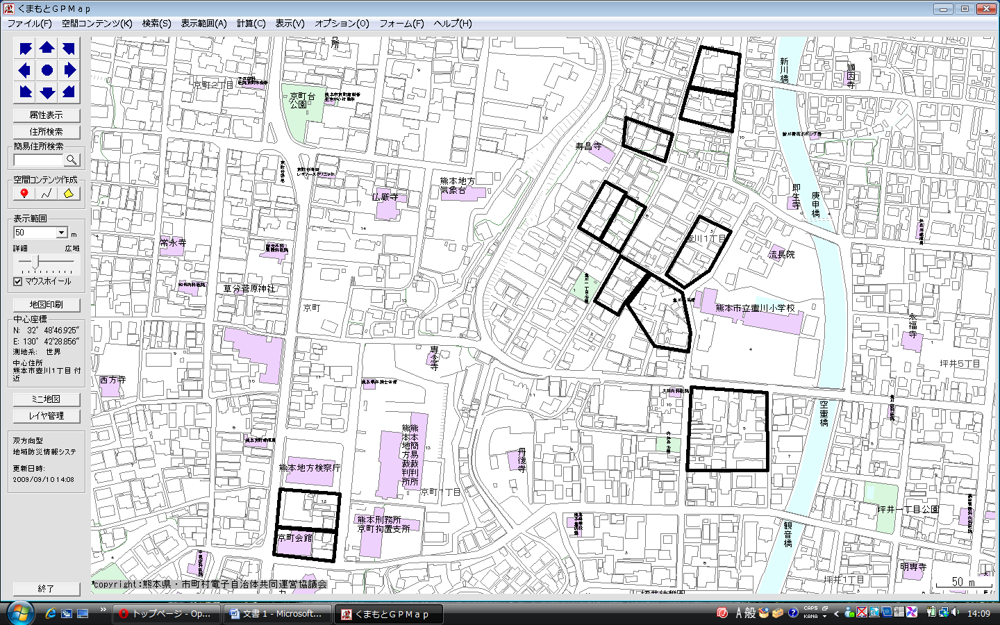 くまもとGPMap
ファイル(F) 空間コンテンツ(K) 検索(S) 表示範囲(A) 計算(C) 表示(V) オプション(O) フォーム(F) ヘルプ(H)
属性表示
住所検索
簡易住所検索
空間コンテンツ作成
表示範囲
50 m
詳細 広域
マウスホイール
地図印刷
中心座標
N: 32° 48'46.925"
E: 130° 42'28.856"
測地系: 世界
中心住所
熊本市壺川1丁目 付
近
ミニ地図
レイヤ管理
双方向型
地域防災情報システ
更新日時:
2009/09/10 14:08
終了
京町2丁目
京町台
公園
新川橋
順因寺
寿昌寺
熊本地方
気象台
仏厳寺
即生寺
庚申橋
常永寺
壺川1丁目
流長院
草分菅原神社
京町
熊本市立壺川小学校
永福寺
専念寺
坪井5丁目
西方寺
空壷橋
熊本地方裁判所
熊本簡易裁判所
丹後寺
熊本地方検察庁
京町1丁目
熊本刑務所
京町拘置支所
京町会館
観音橋
坪井一丁目公園
明専寺
坪井1丁目
50 m
*copyright:熊本県・市町村電子自治体共同運営協議会
トップページ - Op...
文書 1 - Microsoft...
くまもとGPMap
A 般
CAPS
KANA
14:09